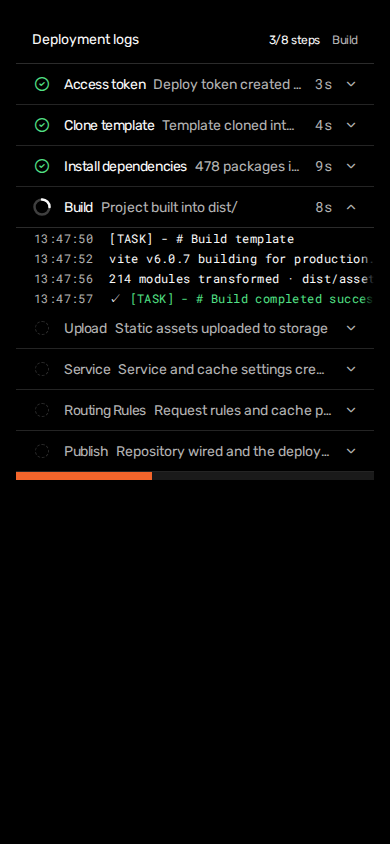 Deployment logs 3/8 steps Build
Access token Deploy token created ... 3s
Clone template Template cloned int... 4s
Install dependencies 478 packages i... 9s
Build Project built into dist/ 8s
13:47:50 [TASK] - # Build template
13:47:52 vite v6.0.7 building for production.
13:47:56 214 modules transformed · dist/asset
13:47:57 ✓ [TASK] - # Build completed succes
Upload Static assets uploaded to storage
Service Service and cache settings cre...
Routing Rules Request rules and cache p...
Publish Repository wired and the deploy...